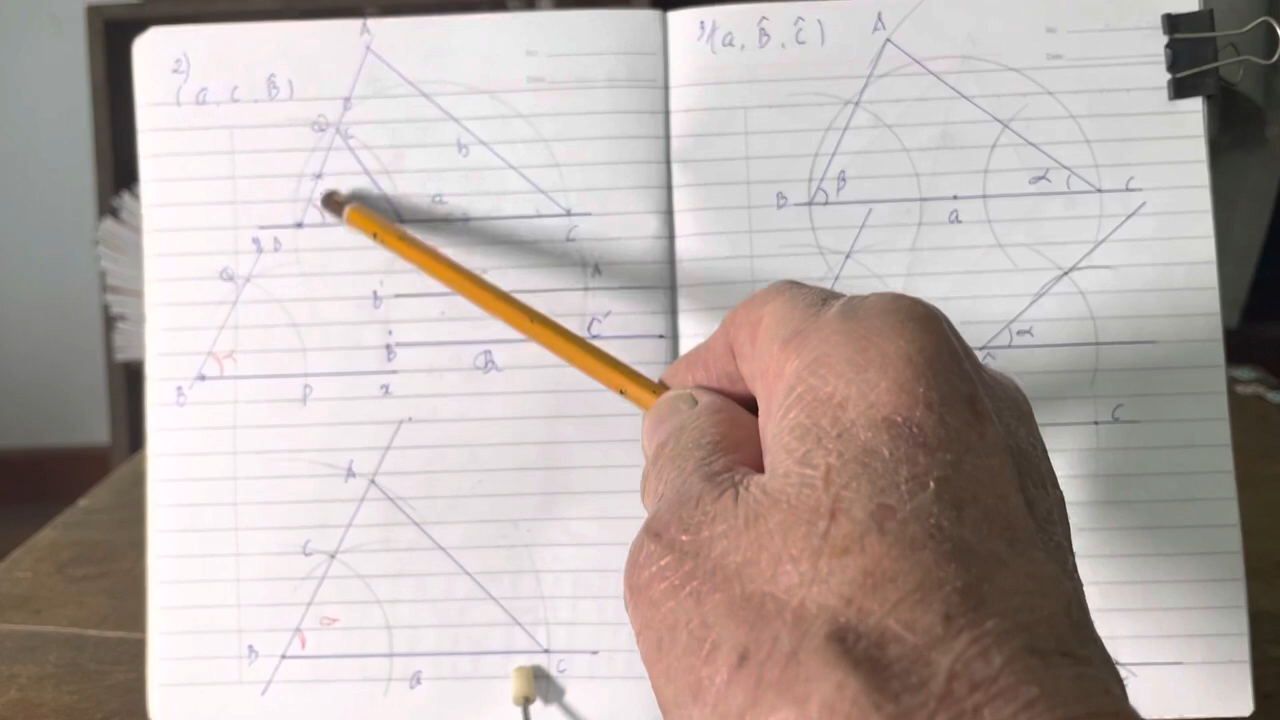 2)
(a, c, B̂)
A
Q
b
a
C
B
Q
B'
A
B
C'
B
P
x
A
C
B
a
C
3) (a, B̂, Ĉ)
A
B
β
α
C
a
α
C